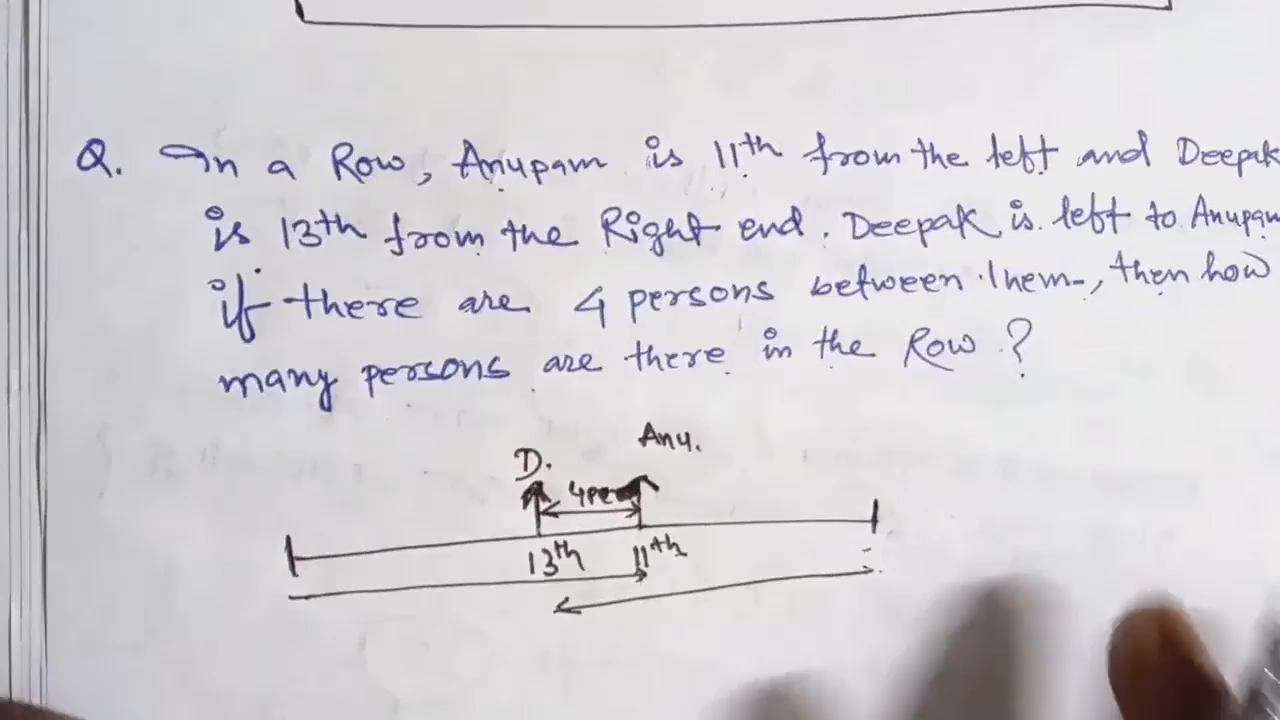 Q. In a Row, Anupam is 11th from the left and Deepak
is 13th from the Right end. Deepak is left to Anupam
if there are 4 persons between them, then how
many persons are there in the Row ?
Anu.
D.
4per
13th 11th